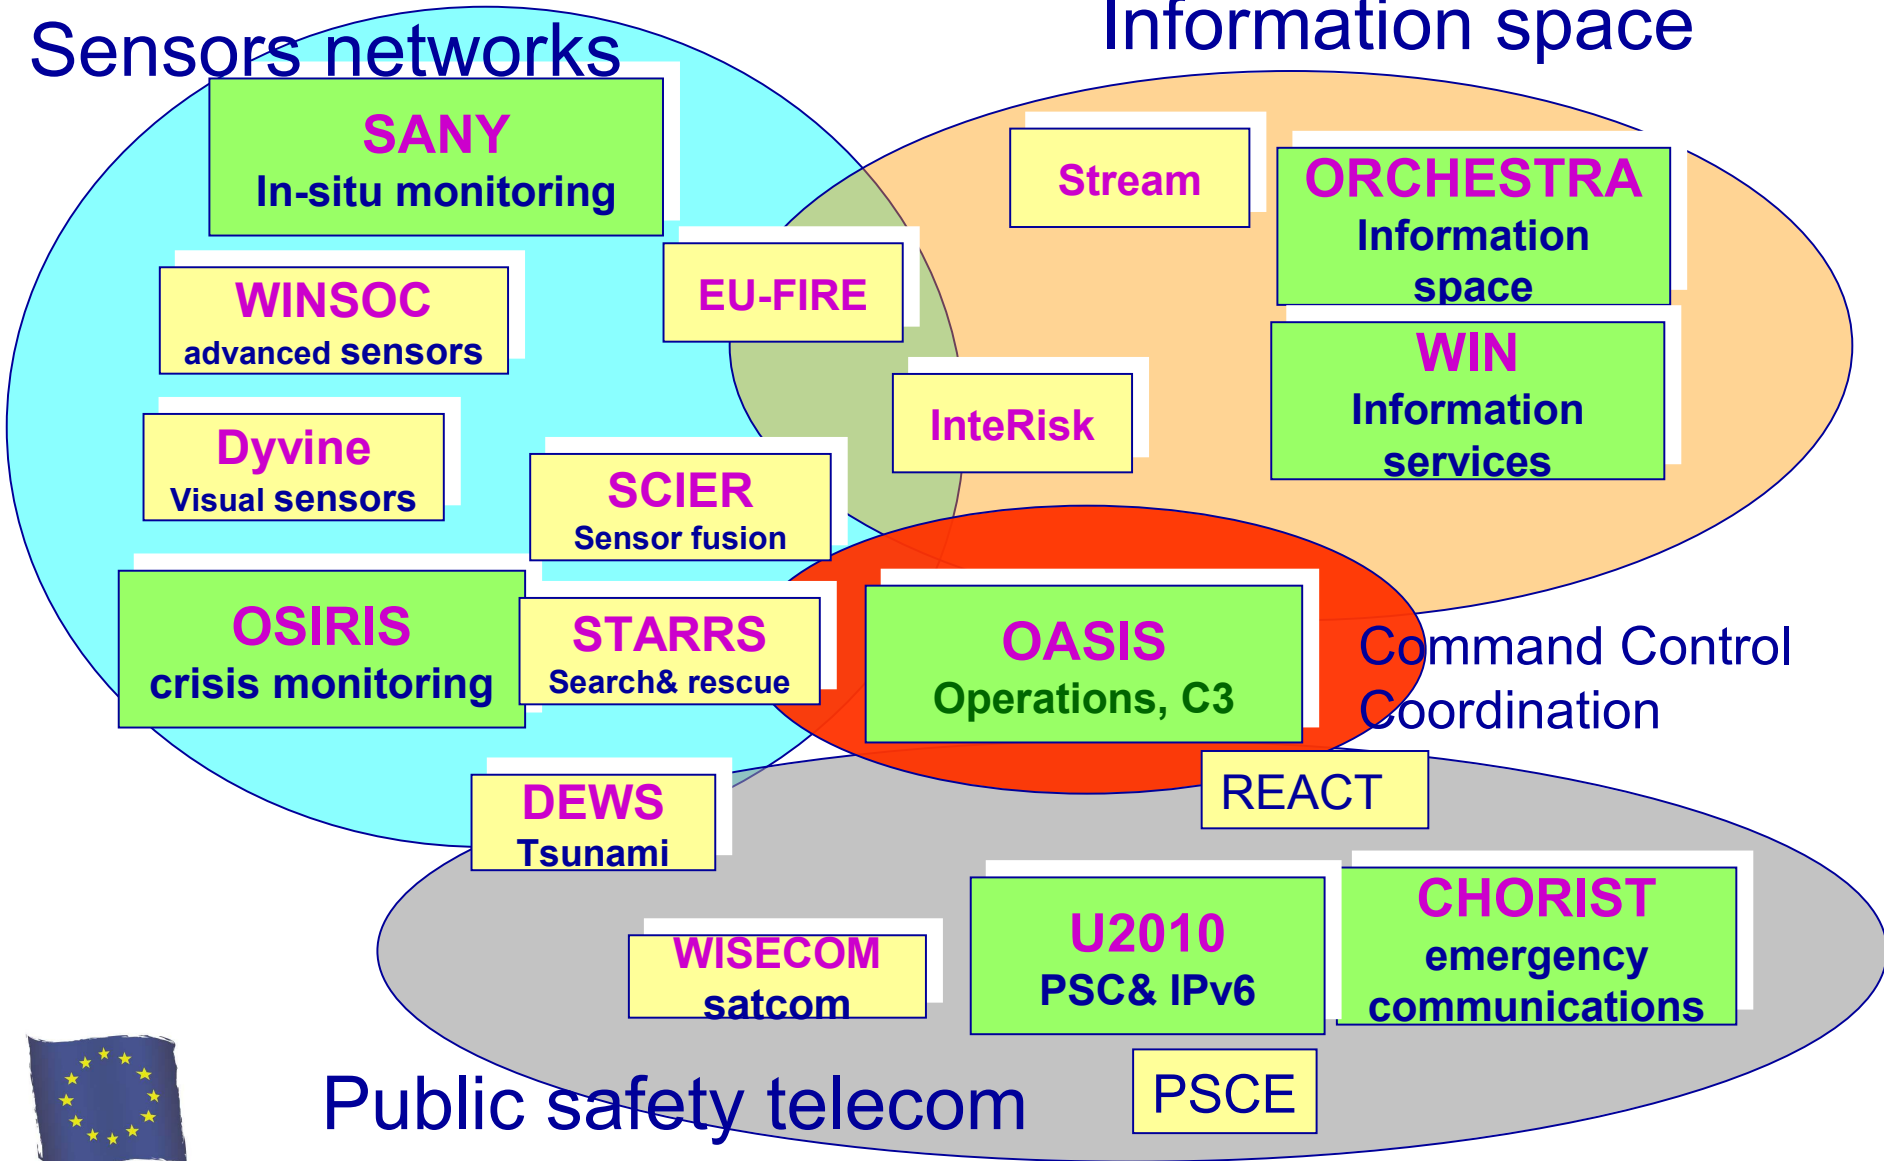 Sensors networks
Information space
SANY
In-situ monitoring
Stream
ORCHESTRA
Information
space
WINSOC
advanced sensors
EU-FIRE
WIN
Information
services
Dyvine
Visual sensors
InteRisk
SCIER
Sensor fusion
OSIRIS
crisis monitoring
STARRS
Search& rescue
OASIS
Operations, C3
Command Control
Coordination
DEWS
Tsunami
REACT
WISECOM
satcom
U2010
PSC& IPv6
CHORIST
emergency
communications
Public safety telecom
PSCE